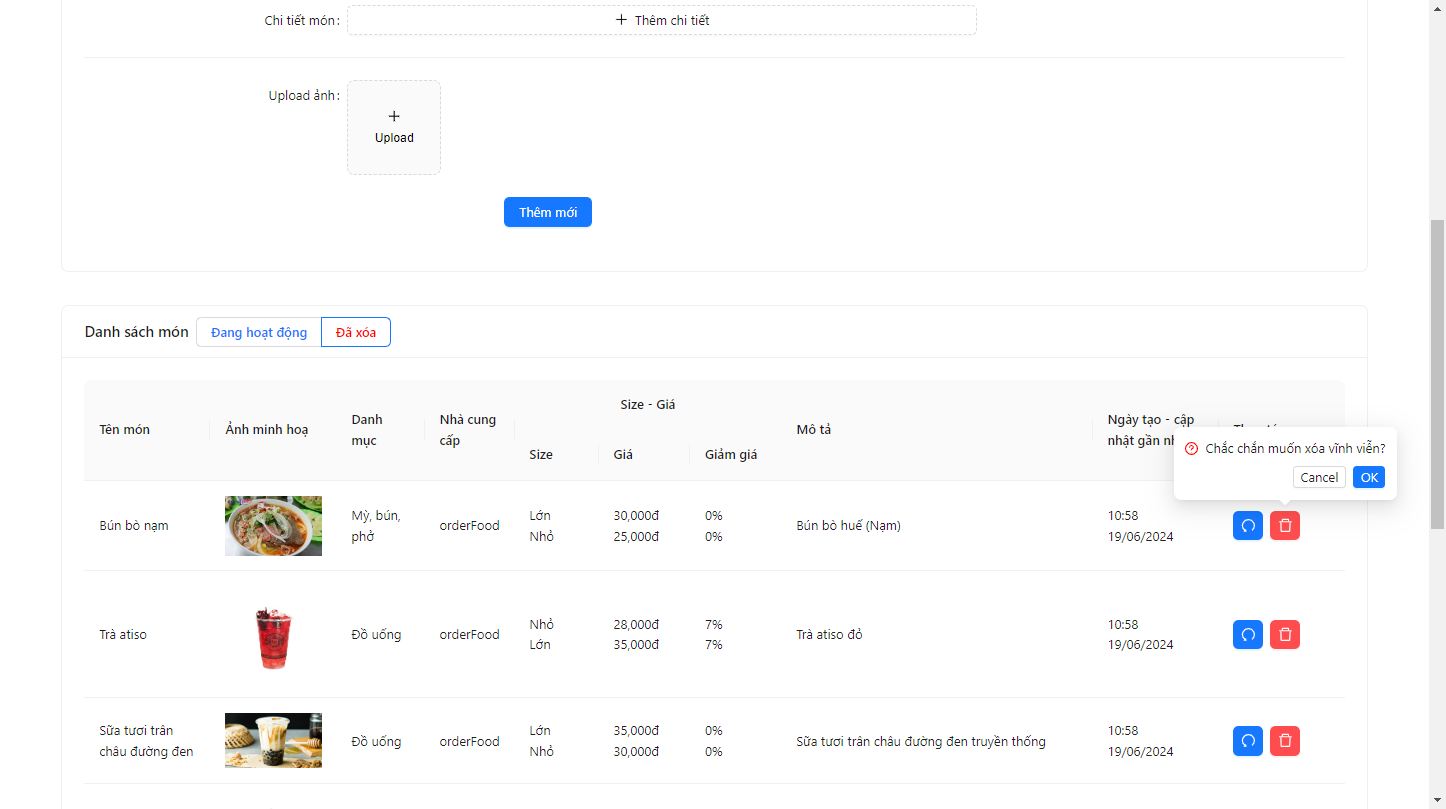 Chi tiết món:
Thêm chi tiết
Upload ảnh:
Upload
Thêm mới
Danh sách món
Đang hoạt động
Đã xóa
Tên món
Ảnh minh hoạ
Danh
mục
Nhà cung
cấp
Size - Giá
Size
Giá
Giảm giá
Mô tả
Ngày tạo - cập
nhật gần
Chắc chắn muốn xóa vĩnh viễn?
Cancel
OK
Bún bò nạm
Mỳ, bún,
phở
orderFood
Lớn
Nhỏ
30,000đ
25,000đ
0%
0%
Bún bò huế (Nạm)
10:58
19/06/2024
Trà atiso
Đồ uống
orderFood
Nhỏ
Lớn
28,000đ
35,000đ
7%
7%
Trà atiso đỏ
10:58
19/06/2024
Sữa tươi trân
châu đường đen
Đồ uống
orderFood
Lớn
Nhỏ
35,000đ
30,000đ
0%
0%
Sữa tươi trân châu đường đen truyền thống
10:58
19/06/2024